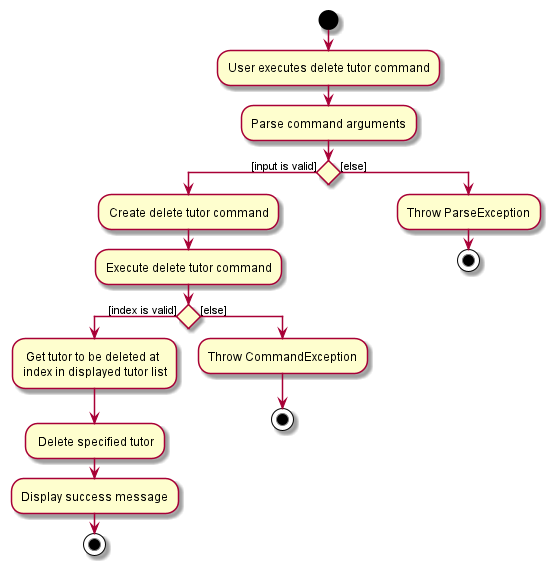 User executes delete tutor command
Parse command arguments
[input is valid]
[else]
Create delete tutor command
Throw ParseException
Execute delete tutor command
[index is valid]
[else]
Get tutor to be deleted at
index in displayed tutor list
Throw CommandException
Delete specified tutor
Display success message